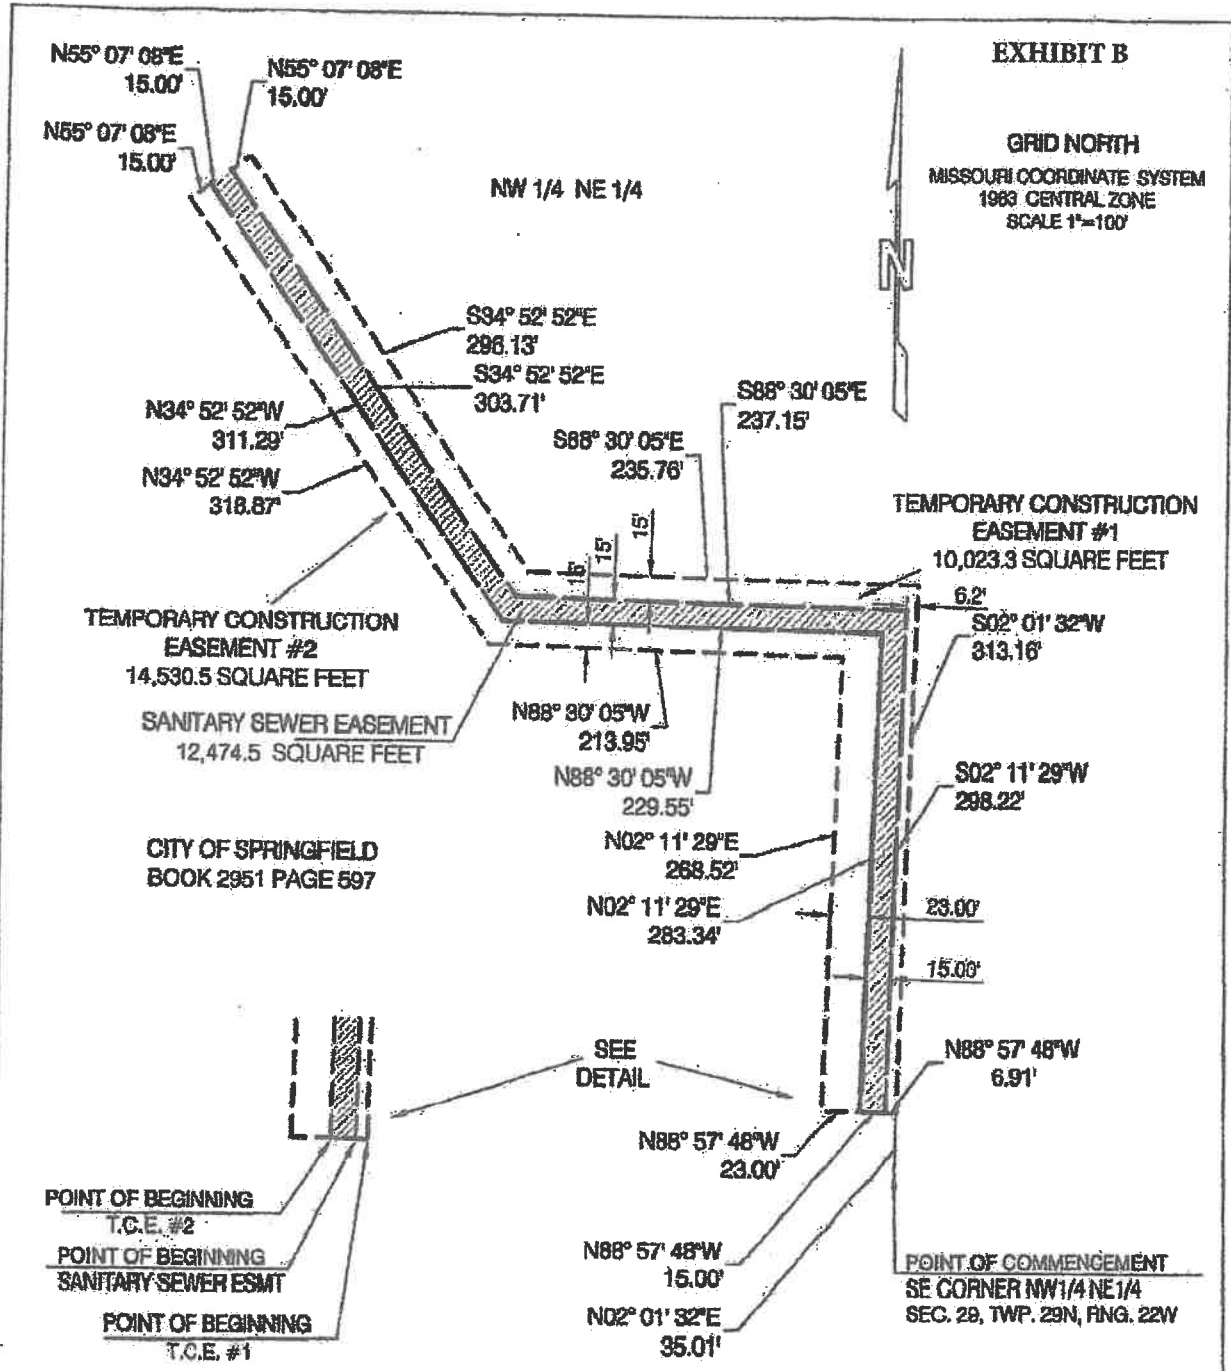 EXHIBIT B
N55° 07' 08"E
15.00'
N55° 07' 08"E
15.00'
N55° 07' 08"E
15.00'
GRID NORTH
MISSOURI COORDINATE SYSTEM
1983 CENTRAL ZONE
SCALE 1"=100'
NW 1/4 NE 1/4
N
S34° 52' 52"E
296.13'
S34° 52' 52"E
303.71'
N34° 52' 52"W
311.29'
N34° 52' 52"W
318.87'
S88° 30' 05"E
237.15'
S88° 30' 05"E
235.76'
15'
15'
15'
TEMPORARY CONSTRUCTION
EASEMENT #1
10,023.3 SQUARE FEET
6.2'
S02° 01' 32"W
313.16'
TEMPORARY CONSTRUCTION
EASEMENT #2
14,530.5 SQUARE FEET
SANITARY SEWER EASEMENT
12,474.5 SQUARE FEET
N88° 30' 05"W
213.95'
N88° 30' 05"W
229.55'
S02° 11' 29"W
298.22'
CITY OF SPRINGFIELD
BOOK 2951 PAGE 597
N02° 11' 29"E
268.52'
N02° 11' 29"E
283.34'
23.00'
15.00'
SEE
DETAIL
N88° 57' 48"W
6.91'
N88° 57' 48"W
23.00'
POINT OF BEGINNING
T.C.E. #2
POINT OF BEGINNING
SANITARY SEWER ESMT
POINT OF BEGINNING
T.C.E. #1
N88° 57' 48"W
15.00'
N02° 01' 32"E
35.01'
POINT OF COMMENCEMENT
SE CORNER NW1/4 NE1/4
SEC. 29, TWP. 29N, RNG. 22W